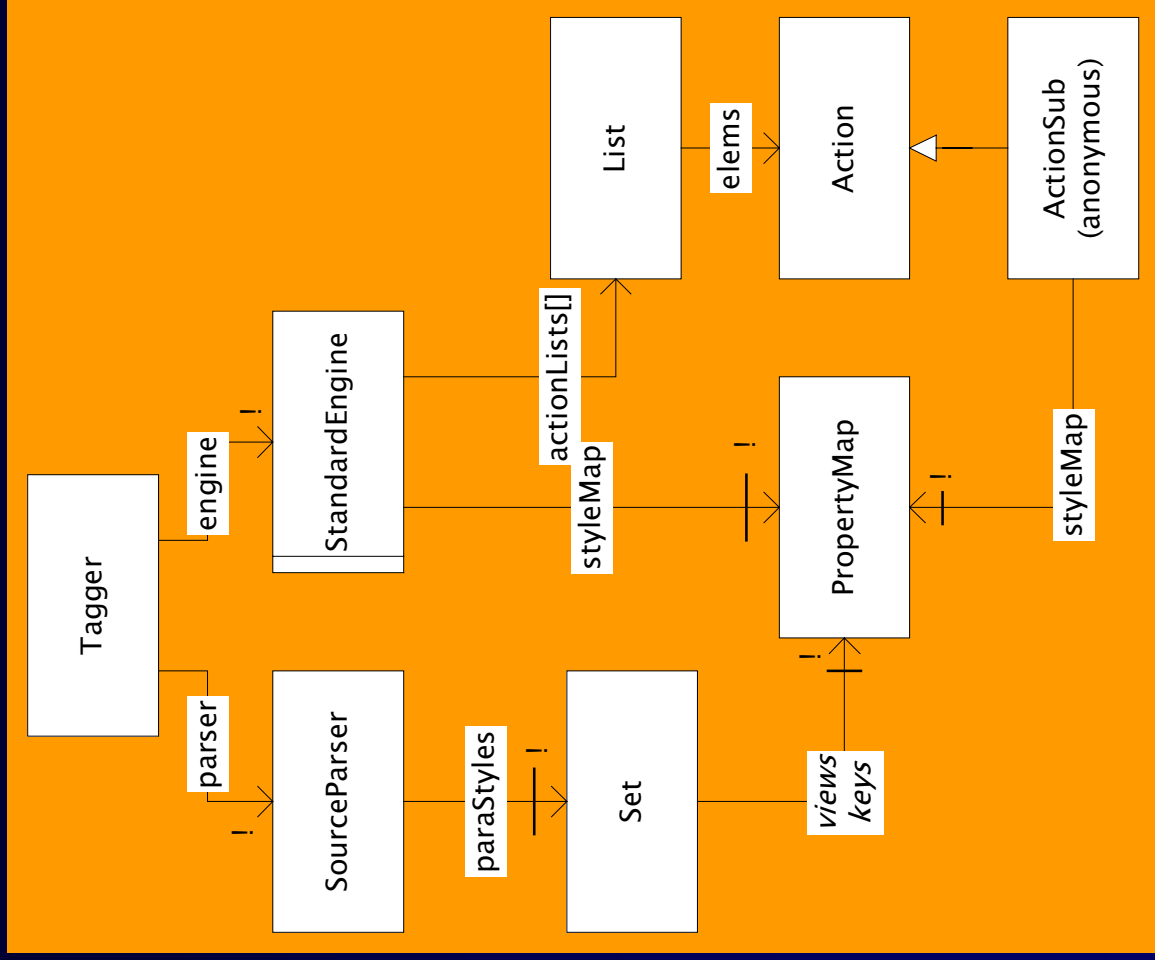 Tagger
parser
engine
!
!
SourceParser
StandardEngine
paraStyles
!
styleMap
actionLists[]
Set
List
views
keys
!
!
elems
PropertyMap
Action
!
styleMap
ActionSub
(anonymous)